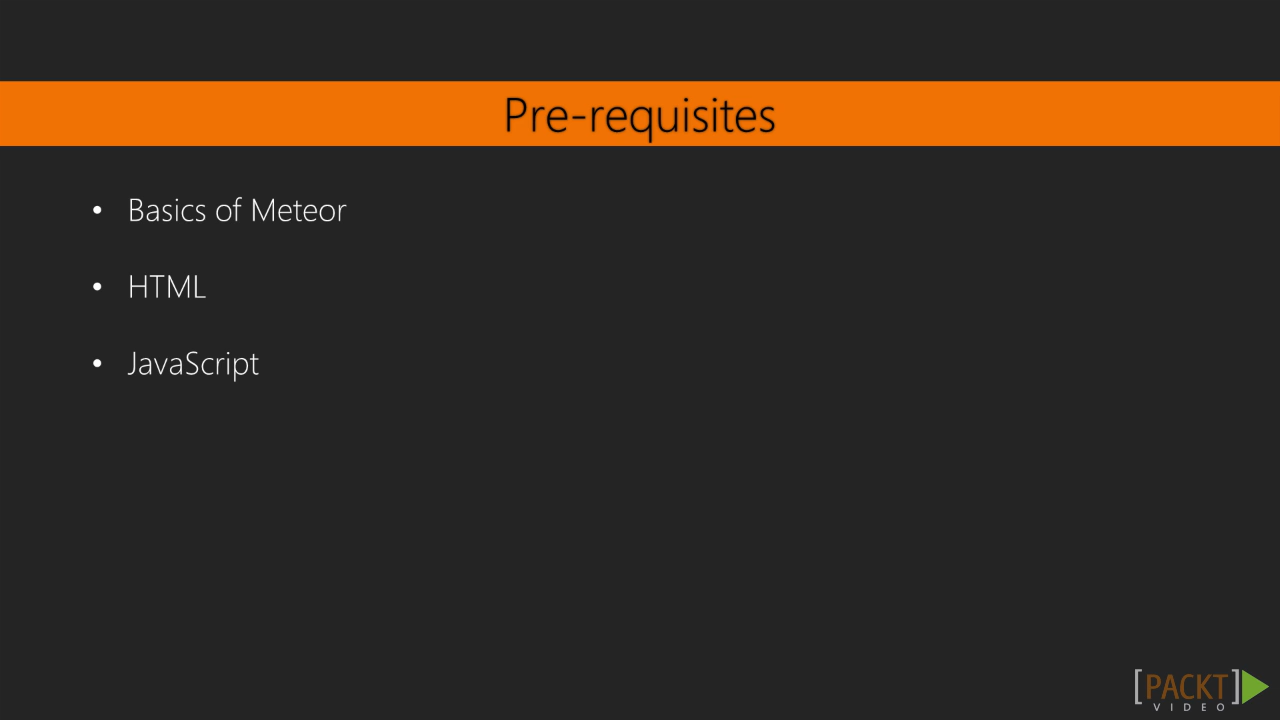 Pre-requisites
• Basics of Meteor
• HTML
• JavaScript
[PACKT]
VIDEO